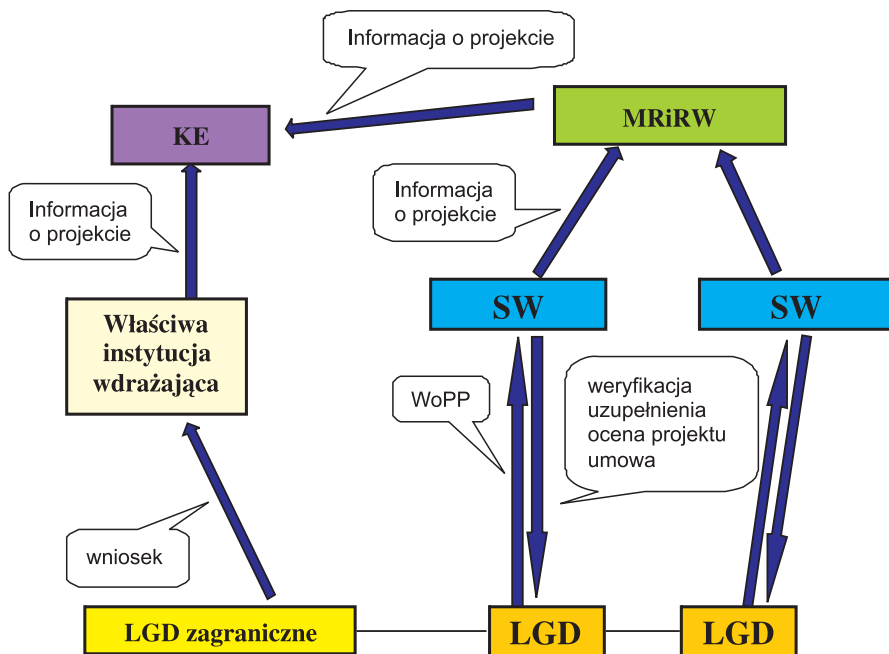 Informacja o projekcie
KE
MRiRW
Informacja
o projekcie
Informacja
o projekcie
SW
SW
Właściwa
instytucja
wdrażająca
WoPP
weryfikacja
uzupełnienia
ocena projektu
umowa
wniosek
LGD zagraniczne
LGD
LGD